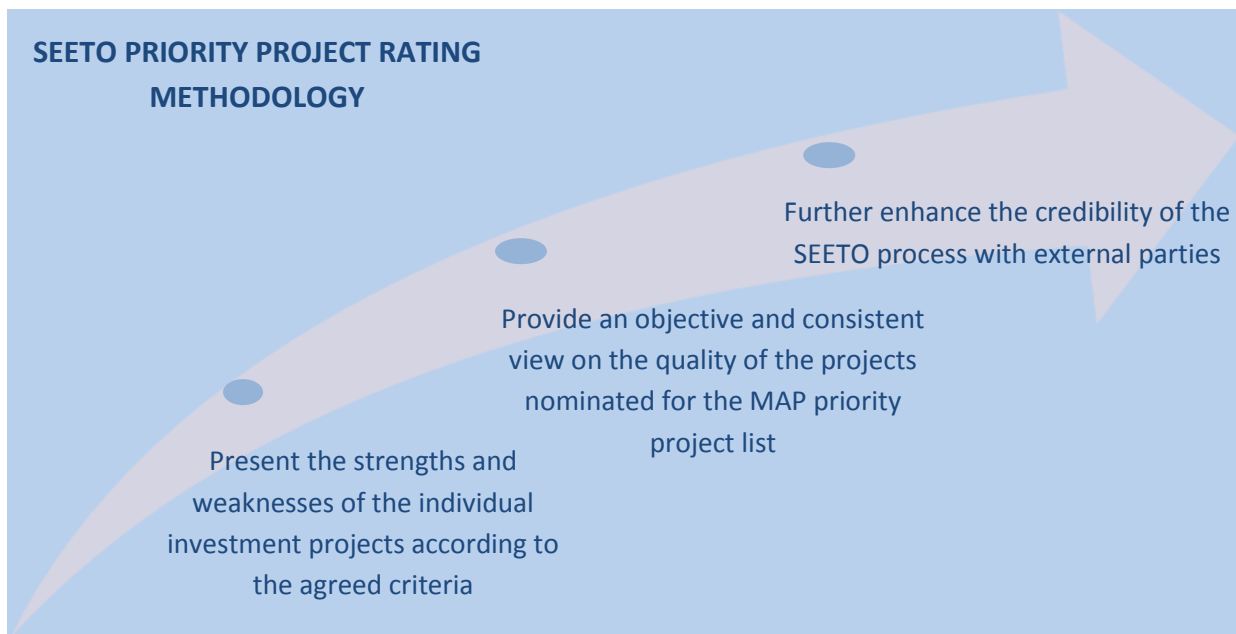 SEETO PRIORITY PROJECT RATING
METHODOLOGY
Further enhance the credibility of the
SEETO process with external parties
Provide an objective and consistent
view on the quality of the projects
nominated for the MAP priority
project list
Present the strengths and
weaknesses of the individual
investment projects according to
the agreed criteria